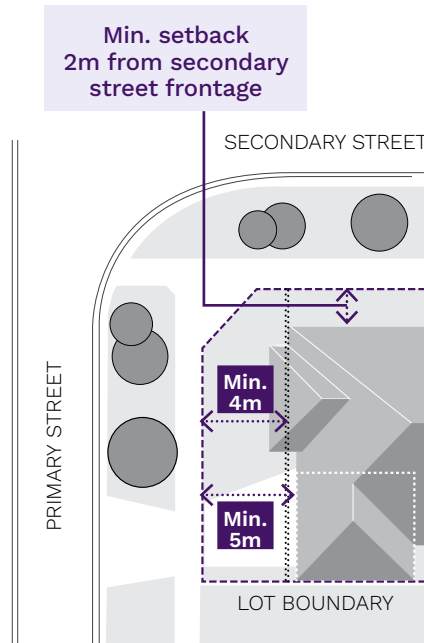 Min. setback
2m from secondary
street frontage
SECONDARY STREET
PRIMARY STREET
Min.
4m
Min.
5m
LOT BOUNDARY